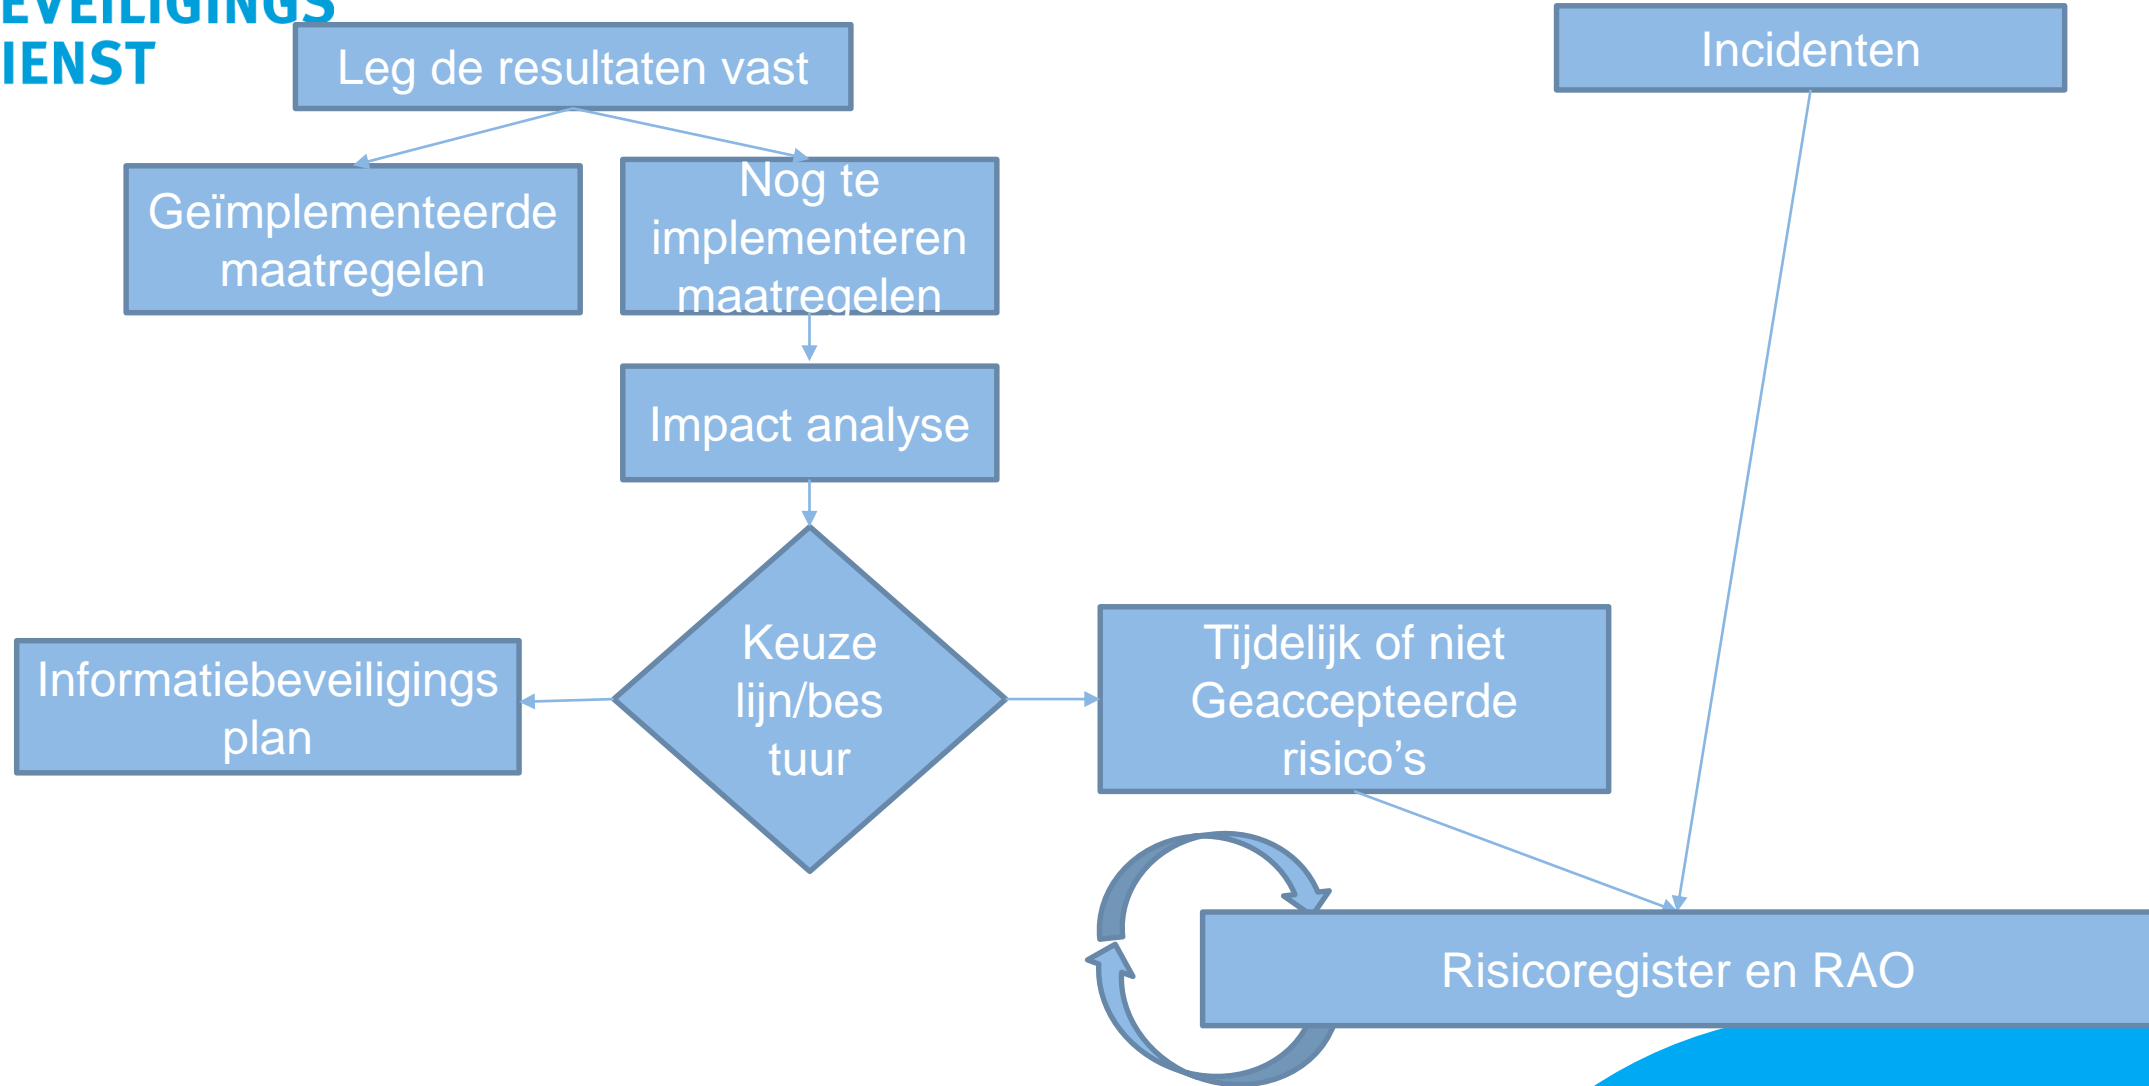 EVEILIGINGS
IENST
Leg de resultaten vast
Incidenten
Geïmplementeerde
maatregelen
Nog te
implementeren
maatregelen
Impact analyse
Keuze
lijn/bes
tuur
Informatiebeveiligings
plan
Tijdelijk of niet
Geaccepteerde
risico’s
Risicoregister en RAO